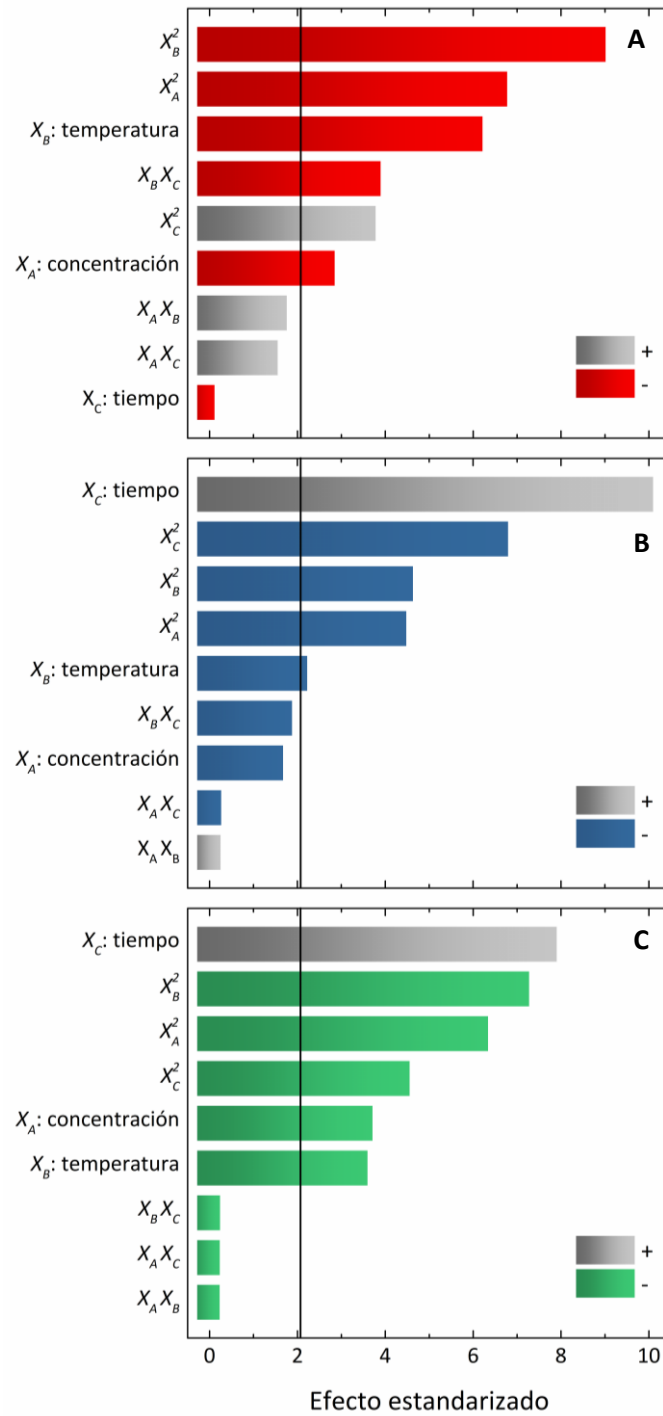 A
X_B^2
X_A^2
X_B: temperatura
X_B X_C
X_C^2
X_A: concentración
X_A X_B
X_A X_C
X_C: tiempo
+
-
B
X_C: tiempo
X_C^2
X_B^2
X_A^2
X_B: temperatura
X_B X_C
X_A: concentración
X_A X_C
X_A X_B
+
-
C
X_C: tiempo
X_B^2
X_A^2
X_C^2
X_A: concentración
X_B: temperatura
X_B X_C
X_A X_C
X_A X_B
+
-
0 2 4 6 8 10
Efecto estandarizado